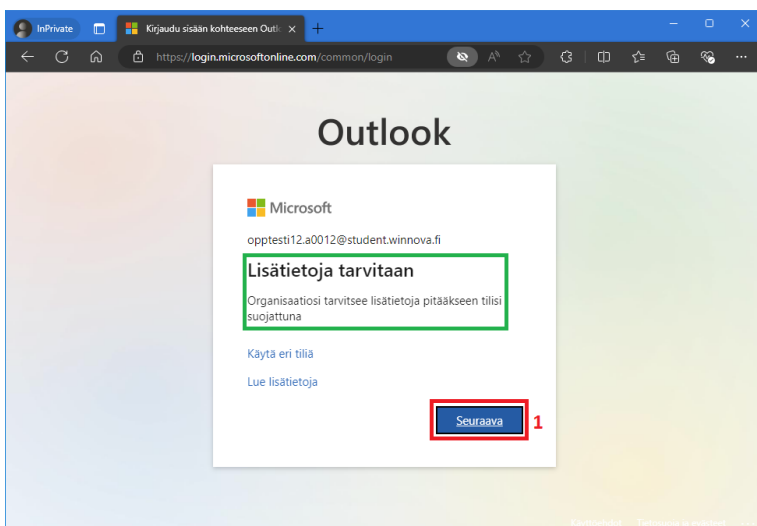 InPrivate
Kirjaudu sisään kohteeseen Outl
https://login.microsoftonline.com/common/login
Outlook
Microsoft
opptesti12.a0012@student.winnova.fi
Lisätietoja tarvitaan
Organisaatiosi tarvitsee lisätietoja pitääkseen tilisi
suojattuna
Käytä eri tiliä
Lue lisätietoja
Seuraava 1